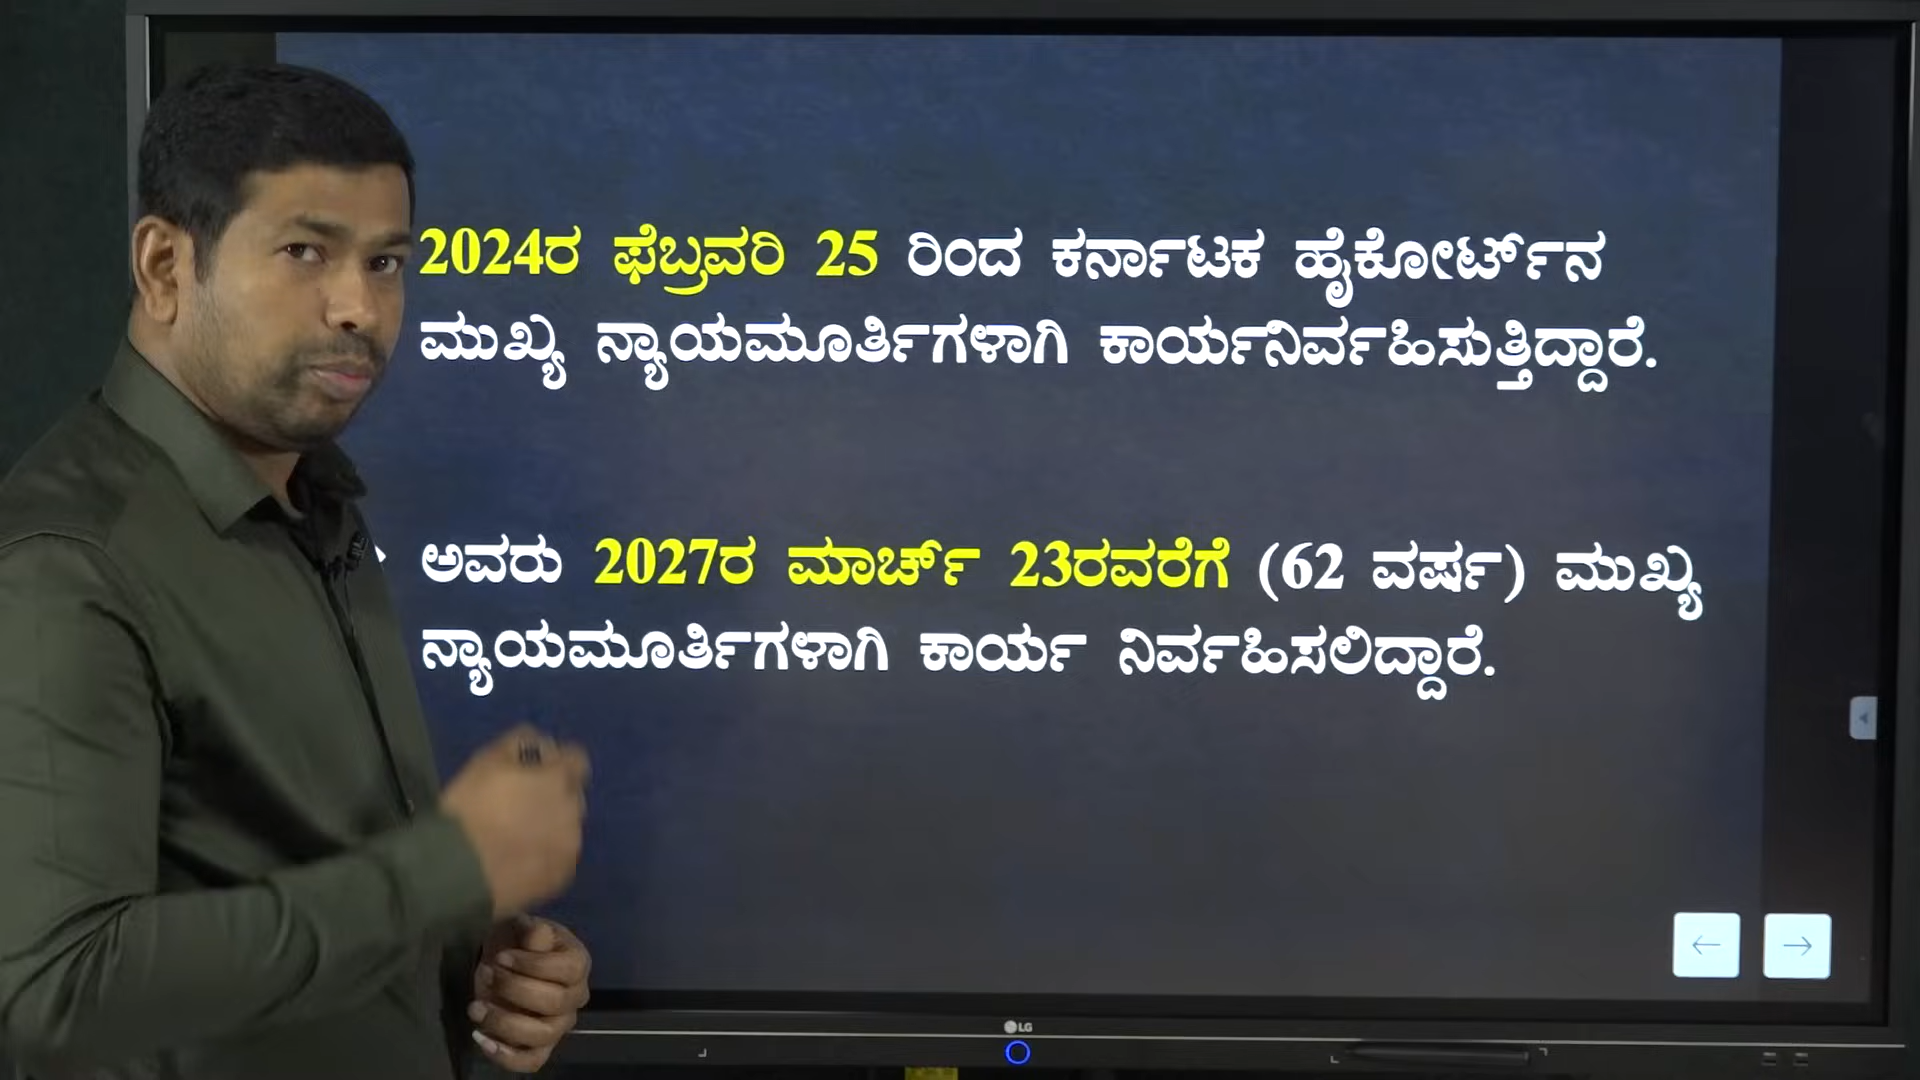 2024ರ ಫೆಬ್ರವರಿ 25 ರಿಂದ ಕರ್ನಾಟಕ ಹೈಕೋರ್ಟ್‌ನ
ಮುಖ್ಯ ನ್ಯಾಯಮೂರ್ತಿಗಳಾಗಿ ಕಾರ್ಯನಿರ್ವಹಿಸುತ್ತಿದ್ದಾರೆ.
ಅವರು 2027ರ ಮಾರ್ಚ್ 23ರವರೆಗೆ (62 ವರ್ಷ) ಮುಖ್ಯ
ನ್ಯಾಯಮೂರ್ತಿಗಳಾಗಿ ಕಾರ್ಯ ನಿರ್ವಹಿಸಲಿದ್ದಾರೆ.
LG